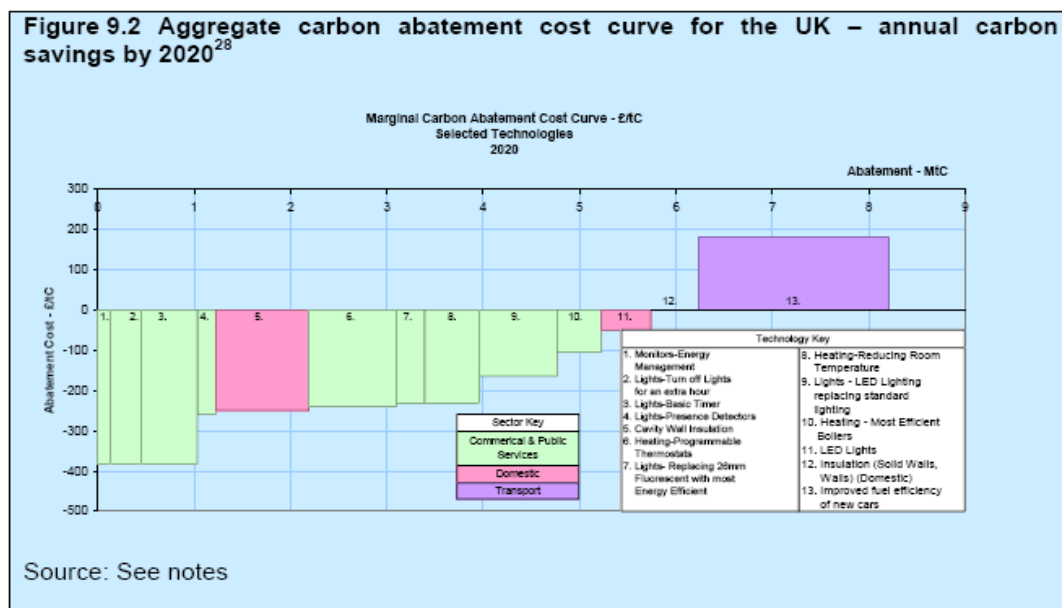 Figure 9.2 Aggregate carbon abatement cost curve for the UK – annual carbon
savings by 2020²⁸
Marginal Carbon Abatement Cost Curve - £/tC
Selected Technologies
2020
Abatement - MtC
300
0 1 2 3 4 5 6 7 8 9
200
100
12. 13.
0
1. 2. 3. 4. 5. 6. 7. 8. 9. 10. 11.
-100
-200
-300
-400
-500
Abatement Cost - £/tC
Sector Key
Commerical & Public
Services
Domestic
Transport
Technology Key
1. Monitors-Energy
Management
2. Lights-Turn off Lights
for an extra hour
3. Lights-Basic Timer
4. Lights-Presence Detectors
5. Cavity Wall Insulation
6. Heating-Programmable
Thermostats
7. Lights- Replacing 26mm
Fluorescent with most
Energy Efficient
8. Heating-Reducing Room
Temperature
9. Lights - LED Lighting
replacing standard
lighting
10. Heating - Most Efficient
Boilers
11. LED Lights
12. Insulation (Solid Walls,
Walls) (Domestic)
13. Improved fuel efficiency
of new cars
Source: See notes